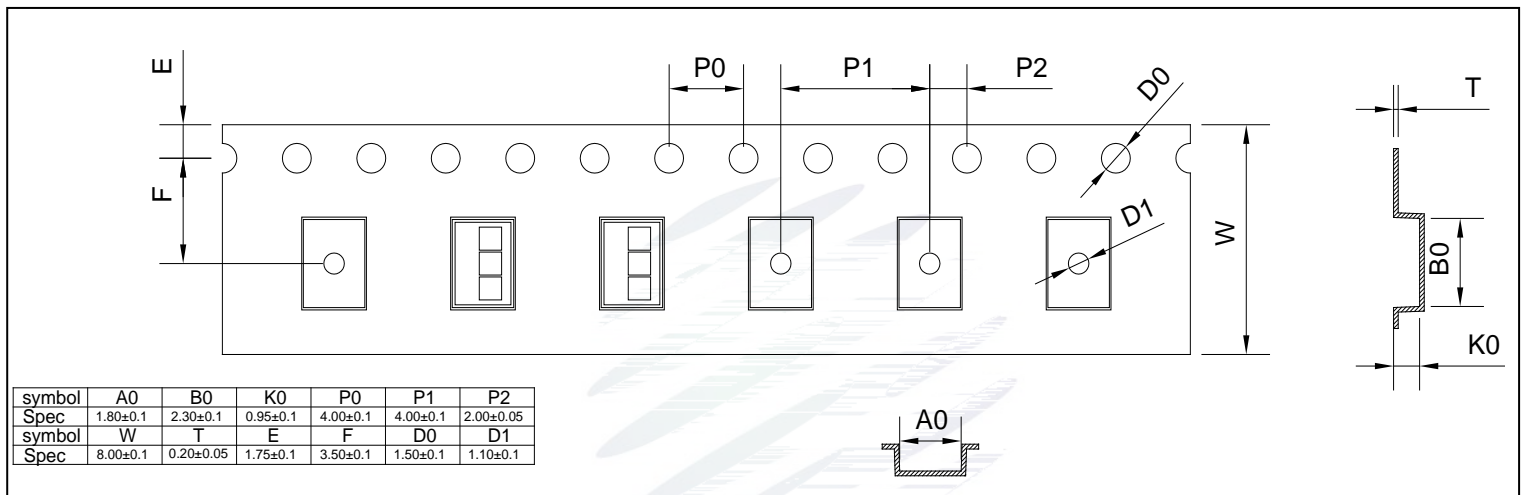 E
P0
P1
P2
D0
T
F
D1
W
B0
K0
symbol A0 B0 K0 P0 P1 P2
Spec 1.80±0.1 2.30±0.1 0.95±0.1 4.00±0.1 4.00±0.1 2.00±0.05
symbol W T E F D0 D1
Spec 8.00±0.1 0.20±0.05 1.75±0.1 3.50±0.1 1.50±0.1 1.10±0.1
A0